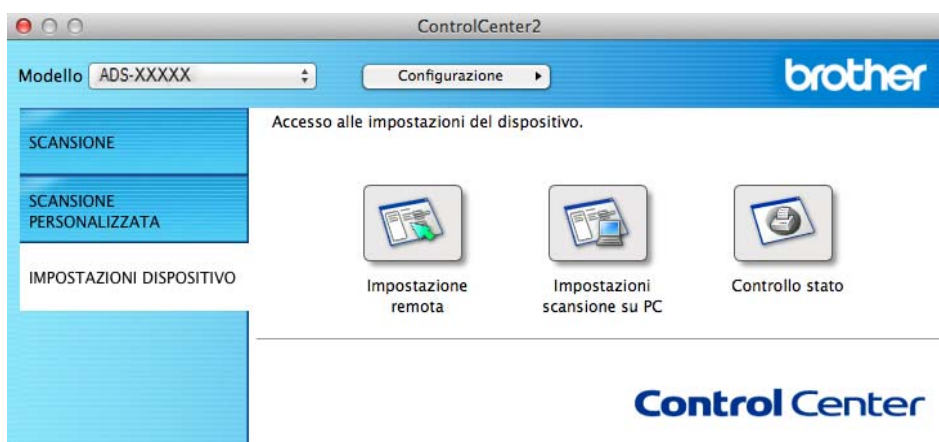 ControlCenter2
Modello ADS-XXXXX Configurazione brother
SCANSIONE
SCANSIONE
PERSONALIZZATA
IMPOSTAZIONI DISPOSITIVO
Accesso alle impostazioni del dispositivo.
Impostazione
remota
Impostazioni
scansione su PC
Controllo stato
Control Center